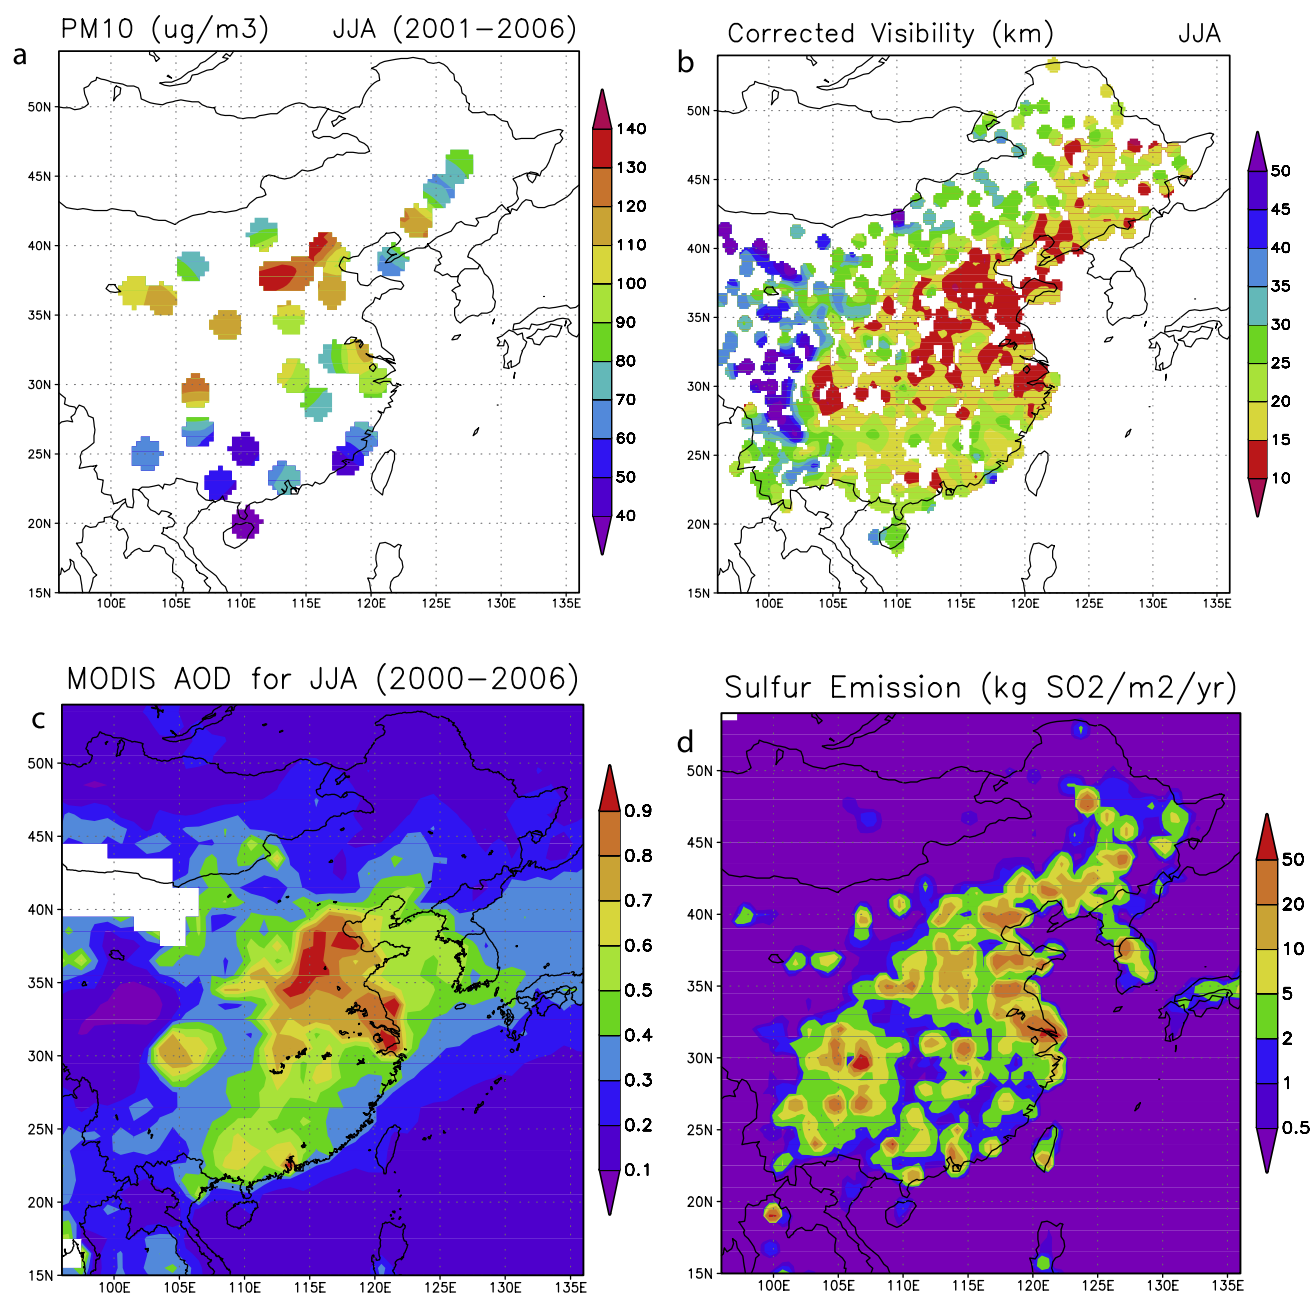 PM10 (ug/m3) JJA (2001−2006)
a
50N
45N
40N
35N
30N
25N
20N
15N
100E 105E 110E 115E 120E 125E 130E 135E
140
130
120
110
100
90
80
70
60
50
40
Corrected Visibility (km) JJA
b
50N
45N
40N
35N
30N
25N
20N
15N
100E 105E 110E 115E 120E 125E 130E 135E
50
45
40
35
30
25
20
15
10
MODIS AOD for JJA (2000−2006)
c
50N
45N
40N
35N
30N
25N
20N
15N
100E 105E 110E 115E 120E 125E 130E 135E
0.9
0.8
0.7
0.6
0.5
0.4
0.3
0.2
0.1
Sulfur Emission (kg SO2/m2/yr)
d
50N
45N
40N
35N
30N
25N
20N
15N
100E 105E 110E 115E 120E 125E 130E 135E
50
20
10
5
2
1
0.5